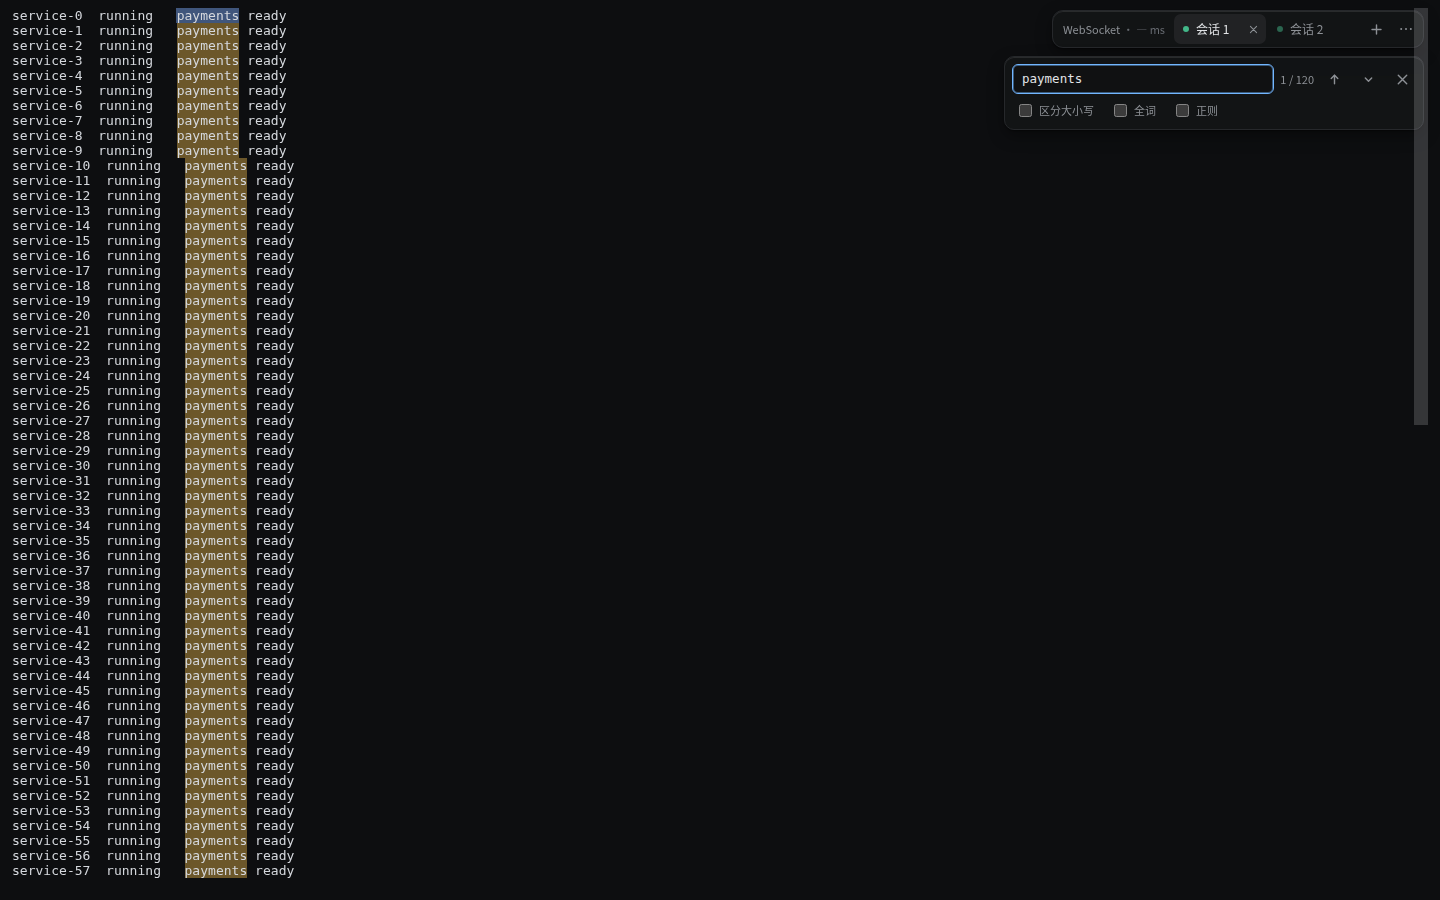 service-0  running   payments ready
service-1  running   payments ready
service-2  running   payments ready
service-3  running   payments ready
service-4  running   payments ready
service-5  running   payments ready
service-6  running   payments ready
service-7  running   payments ready
service-8  running   payments ready
service-9  running   payments ready
service-10  running   payments ready
service-11  running   payments ready
service-12  running   payments ready
service-13  running   payments ready
service-14  running   payments ready
service-15  running   payments ready
service-16  running   payments ready
service-17  running   payments ready
service-18  running   payments ready
service-19  running   payments ready
service-20  running   payments ready
service-21  running   payments ready
service-22  running   payments ready
service-23  running   payments ready
service-24  running   payments ready
service-25  running   payments ready
service-26  running   payments ready
service-27  running   payments ready
service-28  running   payments ready
service-29  running   payments ready
service-30  running   payments ready
service-31  running   payments ready
service-32  running   payments ready
service-33  running   payments ready
service-34  running   payments ready
service-35  running   payments ready
service-36  running   payments ready
service-37  running   payments ready
service-38  running   payments ready
service-39  running   payments ready
service-40  running   payments ready
service-41  running   payments ready
service-42  running   payments ready
service-43  running   payments ready
service-44  running   payments ready
service-45  running   payments ready
service-46  running   payments ready
service-47  running   payments ready
service-48  running   payments ready
service-49  running   payments ready
service-50  running   payments ready
service-51  running   payments ready
service-52  running   payments ready
service-53  running   payments ready
service-54  running   payments ready
service-55  running   payments ready
service-56  running   payments ready
service-57  running   payments ready
WebSocket · — ms 会话 1 会话 2
payments 1 / 120
区分大小写 全词 正则